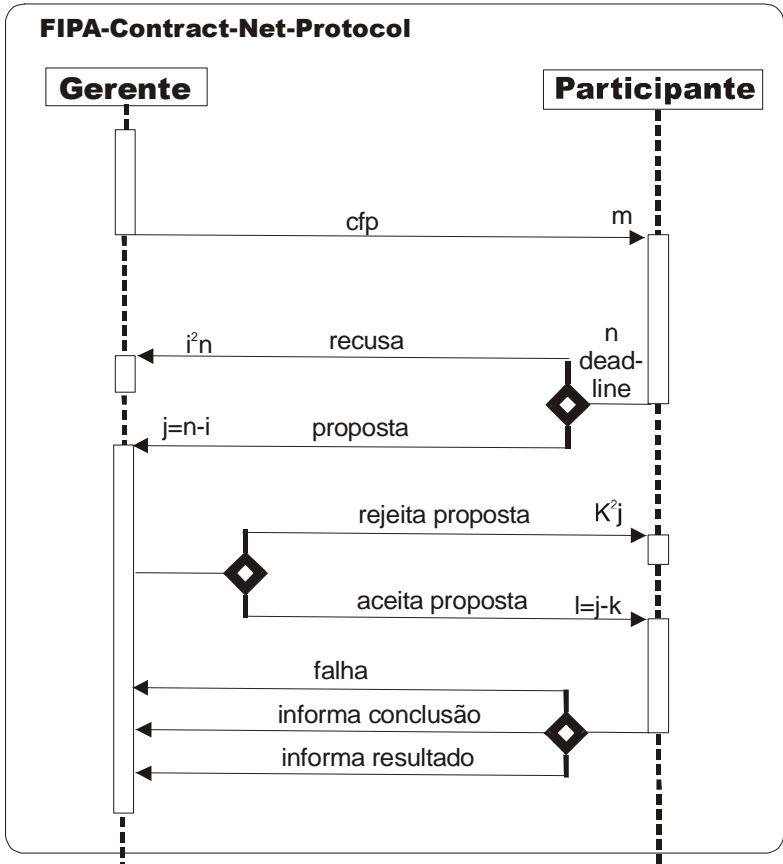 FIPA-Contract-Net-Protocol
Gerente
Participante
cfp
m
i²n
recusa
n
dead-
line
j=n-i
proposta
rejeita proposta
K²j
aceita proposta
l=j-k
falha
informa conclusão
informa resultado